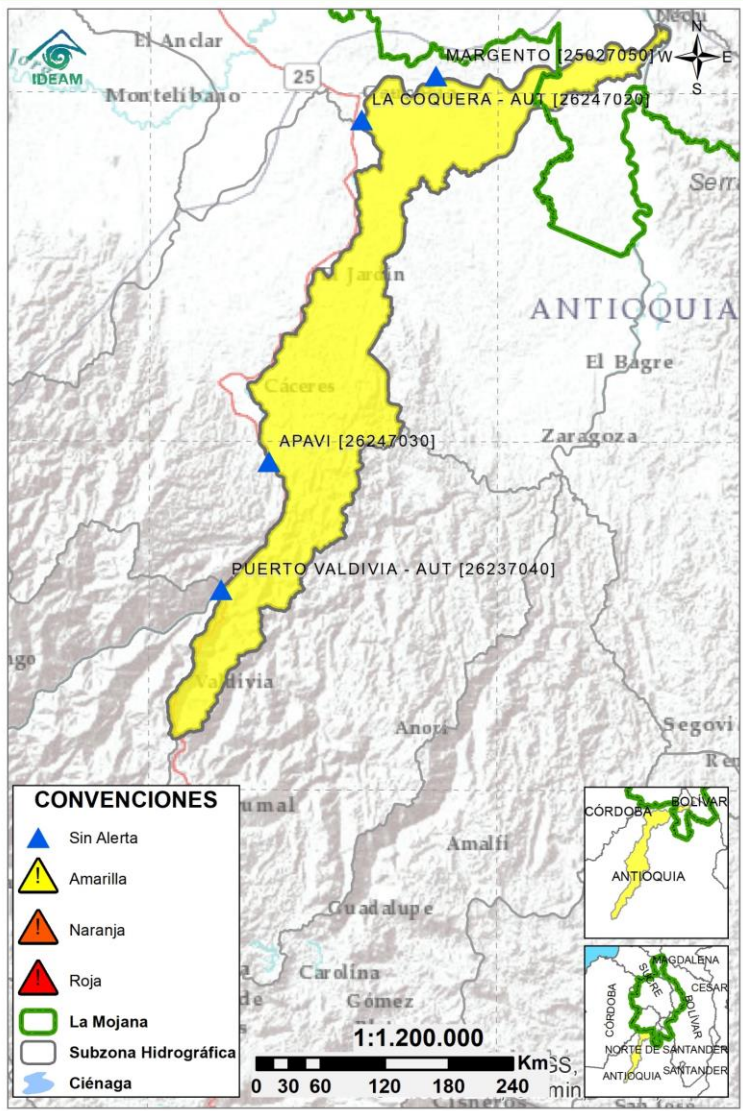 IDEAM
El Anclar
Nechí
N
W
E
S
25
MARGENTO [25027050]
Montelíbano
LA COQUERA - AUT [26247020]
El Jardín
ANTIOQUIA
El Bagre
Cáceres
APAVI [26247030]
Zaragoza
PUERTO VALDIVIA - AUT [26237040]
Valdivia
Anorí
Segovi
Amalfi
Guadalupe
Carolina
Gómez
Cisneros
CONVENCIONES
Sin Alerta
! Amarilla
! Naranja
! Roja
La Mojana
Subzona Hidrográfica
Ciénaga
1:1.200.000
Km
0 30 60 120 180 240
CÓRDOBA
BOLÍVAR
ANTIOQUIA
MAGDALENA
SUCRE
CESAR
CÓRDOBA
BOLÍVAR
NORTE DE SANTANDER
ANTIOQUIA
SANTANDER